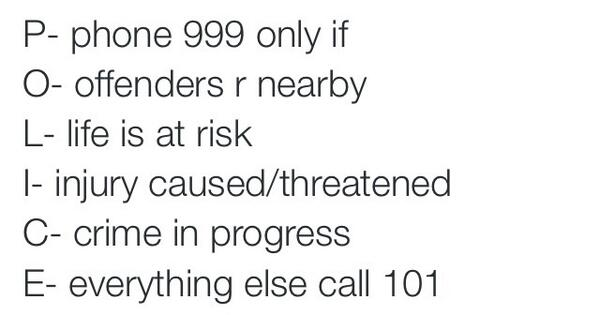 P- phone 999 only if
O- offenders r nearby
L- life is at risk
I- injury caused/threatened
C- crime in progress
E- everything else call 101